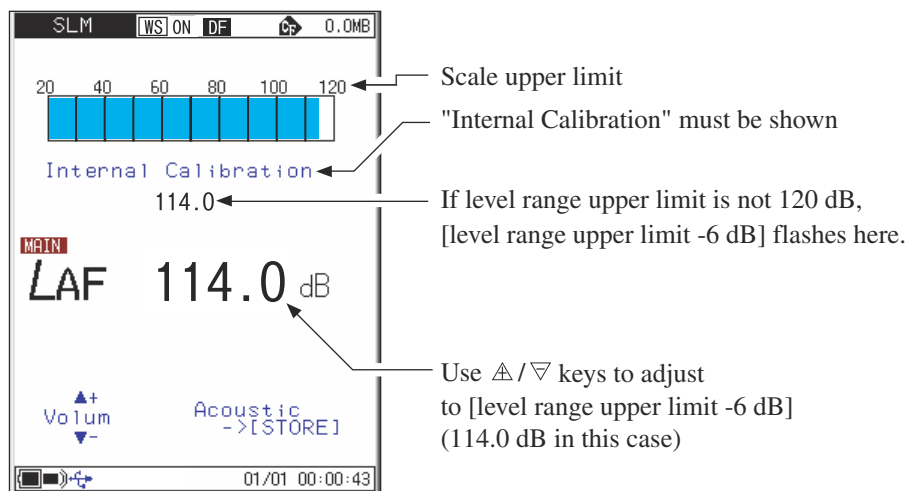 SLM WS ON DF CF 0.0MB
20 40 60 80 100 120
Scale upper limit
"Internal Calibration" must be shown
Internal Calibration
114.0
If level range upper limit is not 120 dB,
[level range upper limit -6 dB] flashes here.
MAIN
LAF 114.0 dB
Use +/− keys to adjust
to [level range upper limit -6 dB]
(114.0 dB in this case)
▲+
Volum
▼-
Acoustic
->[STORE]
01/01 00:00:43